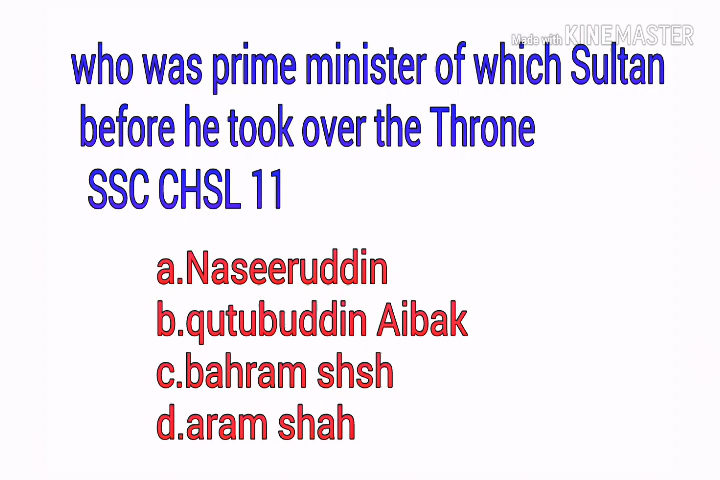 Made with KINEMASTER
who was prime minister of which Sultan
before he took over the Throne
SSC CHSL 11
a.Naseeruddin
b.qutubuddin Aibak
c.bahram shsh
d.aram shah